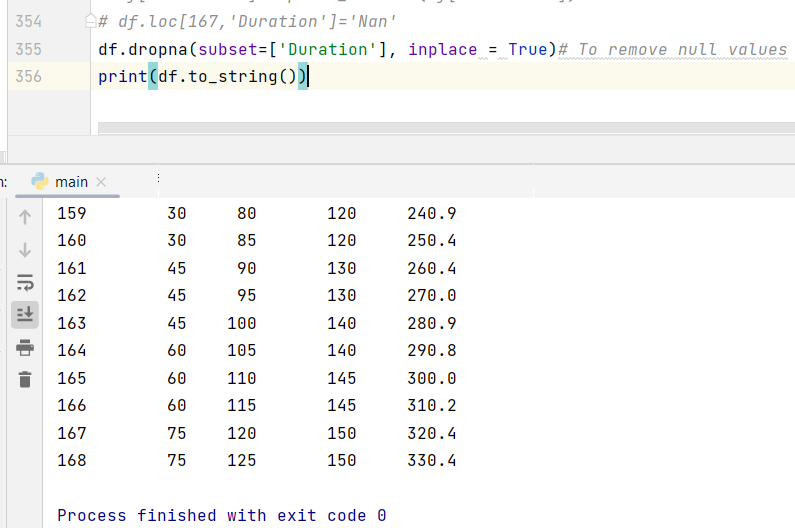 354 # df.loc[167,'Duration']='Nan'
355 df.dropna(subset=['Duration'], inplace = True)# To remove null values
356 print(df.to_string())
main
159 30 80 120 240.9
160 30 85 120 250.4
161 45 90 130 260.4
162 45 95 130 270.0
163 45 100 140 280.9
164 60 105 140 290.8
165 60 110 145 300.0
166 60 115 145 310.2
167 75 120 150 320.4
168 75 125 150 330.4
Process finished with exit code 0